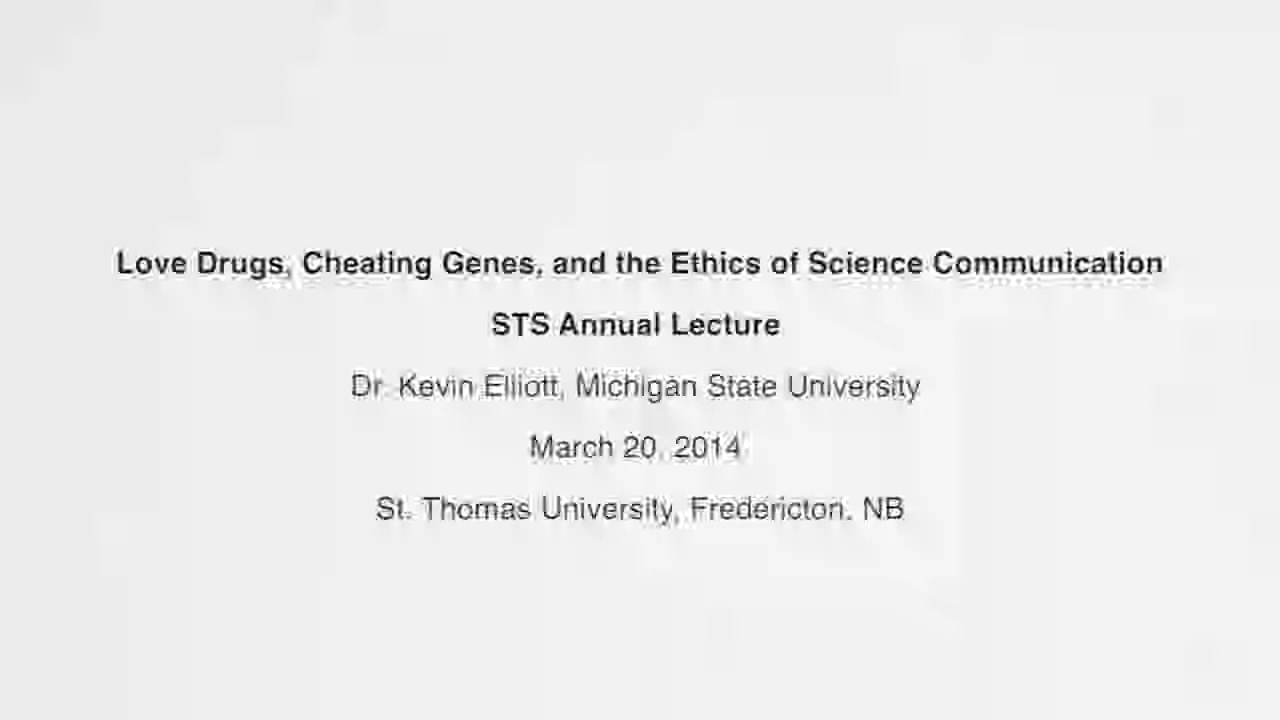 Love Drugs, Cheating Genes, and the Ethics of Science Communication
STS Annual Lecture
Dr. Kevin Elliott, Michigan State University
March 20, 2014
St. Thomas University, Fredericton, NB